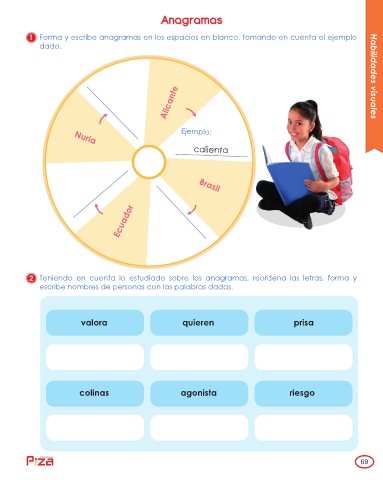 Anagramas
1 Forma y escribe anagramas en los espacios en blanco, tomando en cuenta el ejemplo
dado.
Habilidades visuales
Alicante
Ejemplo:
calienta
Nuria
Brasil
Ecuador
2 Teniendo en cuenta lo estudiado sobre los anagramas, reordena las letras, forma y
escribe nombres de personas con las palabras dadas.
valora quieren prisa
colinas agonista riesgo
Piza
69